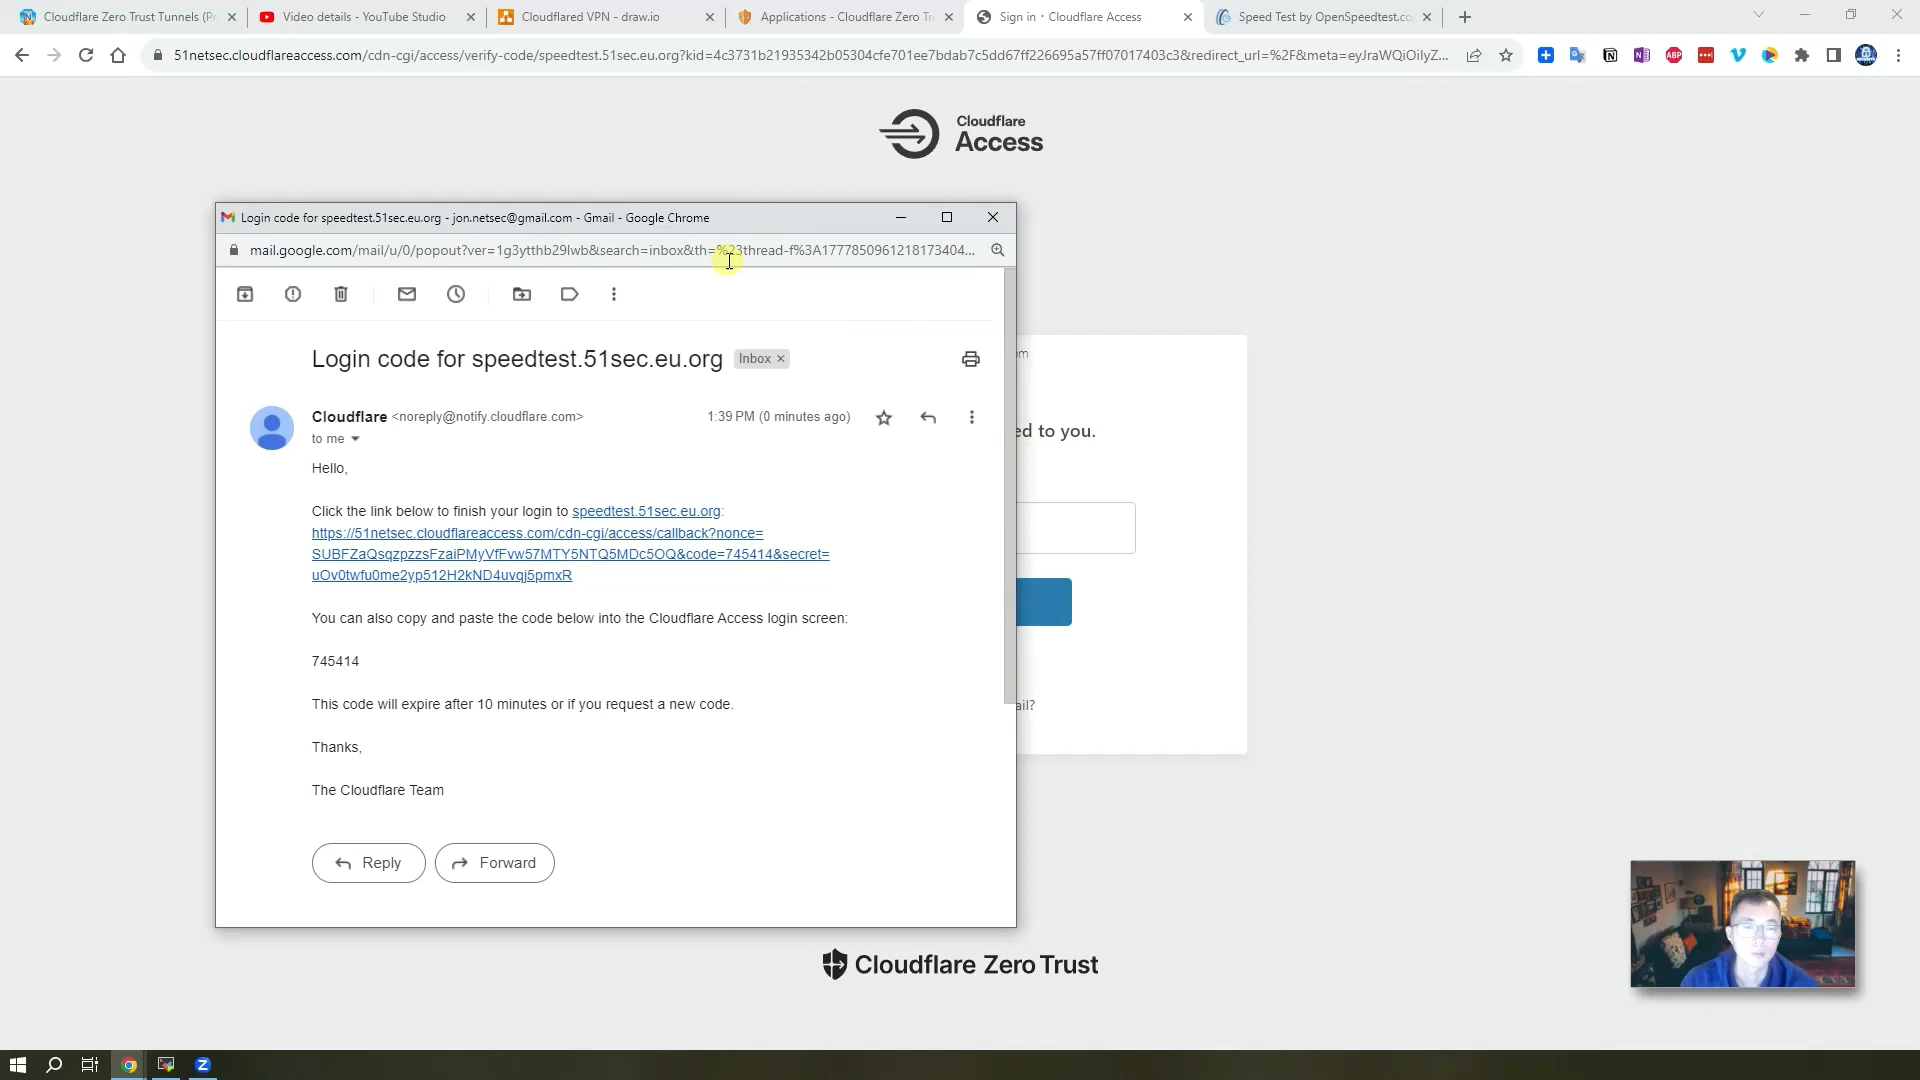 Cloudflare Zero Trust Tunnels (Pr
Video details - YouTube Studio
Cloudflared VPN - draw.io
Applications - Cloudflare Zero Tr
Sign in・Cloudflare Access
Speed Test by OpenSpeedtest.co
51netsec.cloudflareaccess.com/cdn-cgi/access/verify-code/speedtest.51sec.eu.org?kid=4c3731b21935342b05304cfe701ee7bdab7c5dd67ff226695a57ff07017403c3&redirect_url=%2F&meta=eyJraWQiOiIyZ...
Cloudflare
Access
Login code for speedtest.51sec.eu.org - jon.netsec@gmail.com - Gmail - Google Chrome
mail.google.com/mail/u/0/popout?ver=1g3ytthb29lwb&search=inbox&th=%23thread-f%3A1777850961218173404...
Login code for speedtest.51sec.eu.org
Inbox
Cloudflare <noreply@notify.cloudflare.com>
1:39 PM (0 minutes ago)
to me
Hello,
Click the link below to finish your login to speedtest.51sec.eu.org:
https://51netsec.cloudflareaccess.com/cdn-cgi/access/callback?nonce=
SUBFZaQsqzpzzsFzaiPMyVfFvw57MTY5NTQ5MDc5OQ&code=745414&secret=
uOv0twfu0me2yp512H2kND4uvqj5pmxR
You can also copy and paste the code below into the Cloudflare Access login screen:
745414
This code will expire after 10 minutes or if you request a new code.
Thanks,
The Cloudflare Team
Reply
Forward
om
ed to you.
ail?
Cloudflare Zero Trust